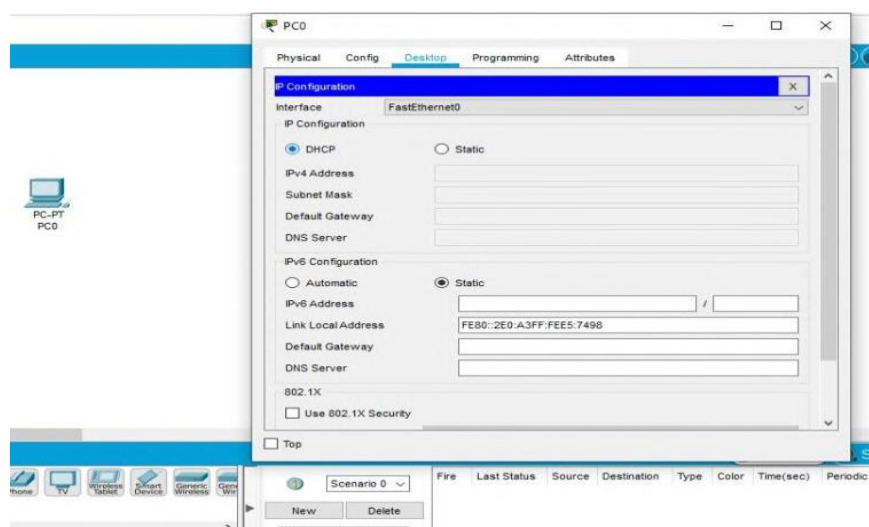 PC0
Physical Config Desktop Programming Attributes
IP Configuration X
Interface FastEthernet0
IP Configuration
DHCP Static
IPv4 Address
Subnet Mask
Default Gateway
DNS Server
IPv6 Configuration
Automatic Static
IPv6 Address /
Link Local Address FE80::2E0:A3FF:FEE5:7498
Default Gateway
DNS Server
802.1X
Use 802.1X Security
Top
PC-PT
PC0
TV
Wireless Tablet
Smart Device
Generic Wireless
Scenario 0
New Delete
Fire Last Status Source Destination Type Color Time(sec) Periodic